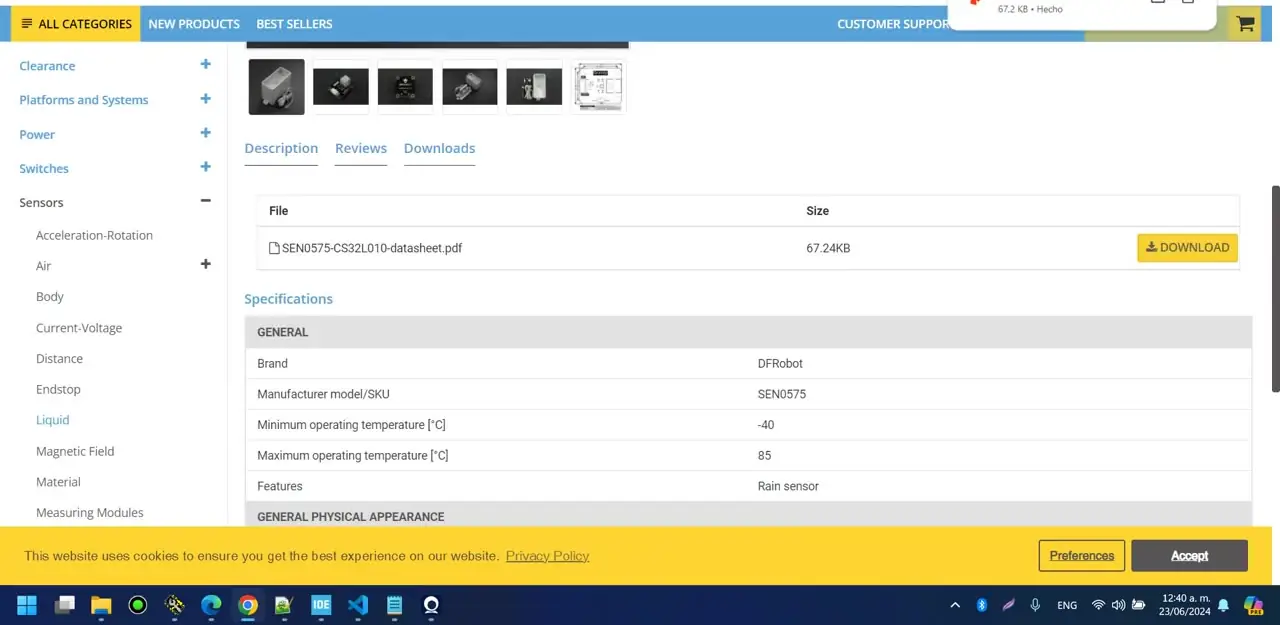 ALL CATEGORIES NEW PRODUCTS BEST SELLERS CUSTOMER SUPPOR
67.2 KB • Hecho
Clearance
Platforms and Systems
Power
Switches
Sensors
Acceleration-Rotation
Air
Body
Current-Voltage
Distance
Endstop
Liquid
Magnetic Field
Material
Measuring Modules
Description Reviews Downloads
File Size
SEN0575-CS32L010-datasheet.pdf 67.24KB DOWNLOAD
Specifications
GENERAL
Brand DFRobot
Manufacturer model/SKU SEN0575
Minimum operating temperature [°C] -40
Maximum operating temperature [°C] 85
Features Rain sensor
GENERAL PHYSICAL APPEARANCE
This website uses cookies to ensure you get the best experience on our website. Privacy Policy Preferences Accept
IDE
ENG
12:40 a. m.
23/06/2024
PRE